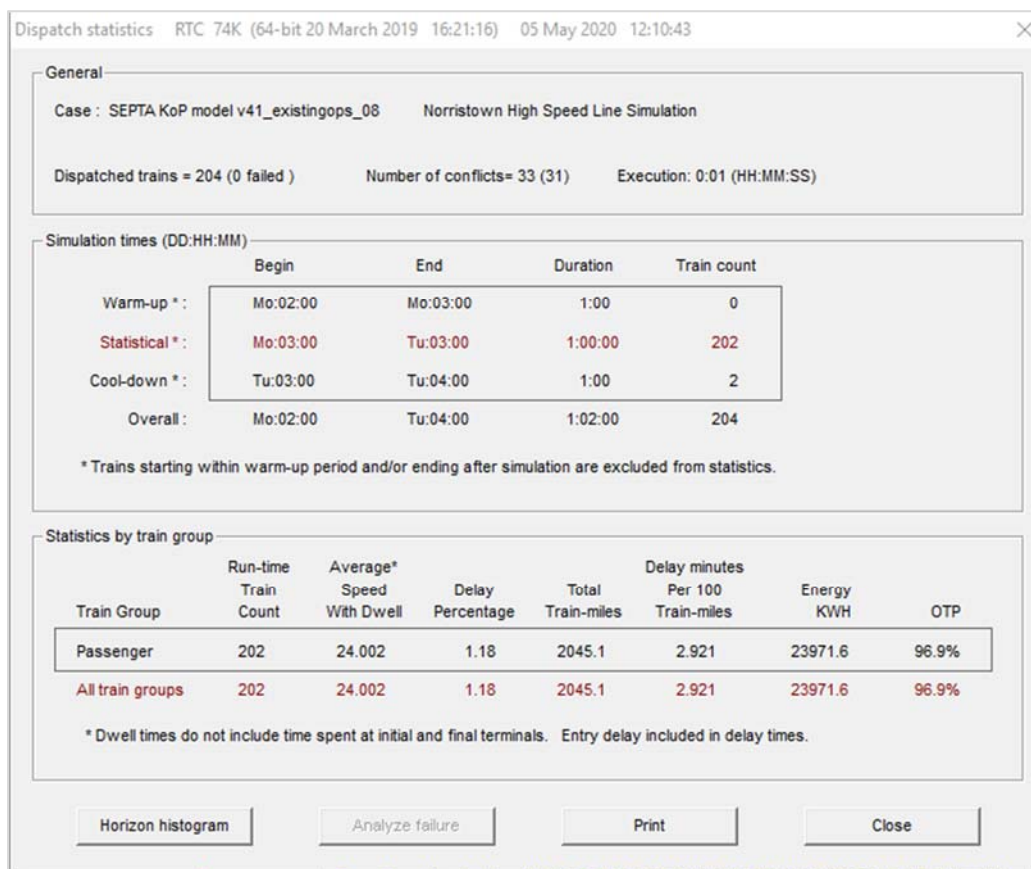 Dispatch statistics RTC 74K (64-bit 20 March 2019 16:21:16) 05 May 2020 12:10:43
General
Case : SEPTA KoP model v41_existingops_08 Norristown High Speed Line Simulation
Dispatched trains = 204 (0 failed ) Number of conflicts= 33 (31) Execution: 0:01 (HH:MM:SS)
Simulation times (DD:HH:MM)
Begin End Duration Train count
Warm-up * : Mo:02:00 Mo:03:00 1:00 0
Statistical * : Mo:03:00 Tu:03:00 1:00:00 202
Cool-down * : Tu:03:00 Tu:04:00 1:00 2
Overall : Mo:02:00 Tu:04:00 1:02:00 204
* Trains starting within warm-up period and/or ending after simulation are excluded from statistics.
Statistics by train group
Run-time Average* Delay minutes
Train Speed Delay Total Per 100 Energy
Train Group Count With Dwell Percentage Train-miles Train-miles KWH OTP
Passenger 202 24.002 1.18 2045.1 2.921 23971.6 96.9%
All train groups 202 24.002 1.18 2045.1 2.921 23971.6 96.9%
* Dwell times do not include time spent at initial and final terminals. Entry delay included in delay times.
Horizon histogram Analyze failure Print Close